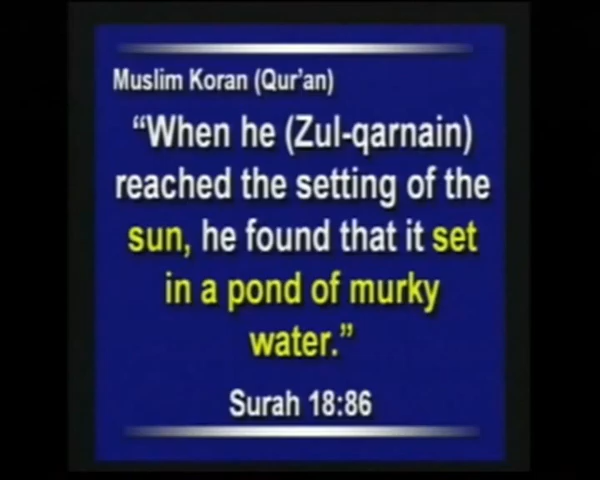 Muslim Koran (Qur'an)
“When he (Zul-qarnain)
reached the setting of the
sun, he found that it set
in a pond of murky
water.”
Surah 18:86